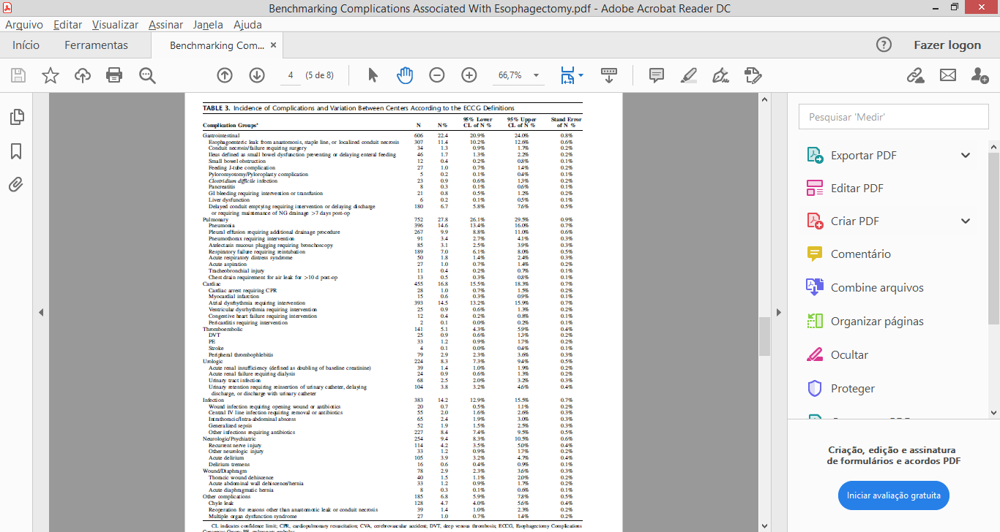 Benchmarking Complications Associated With Esophagectomy.pdf - Adobe Acrobat Reader DC
Arquivo Editar Visualizar Assinar Janela Ajuda
Início Ferramentas Benchmarking Com... × Fazer logon
4 (5 de 8) 66,7%
TABLE 3. Incidence of Complications and Variation Between Centers According to the ECCG Definitions
Complication Groups* N N% 95% Lower CL of N % 95% Upper CL of N % Stand Error of N %
Gastrointestinal 606 22.4 20.9% 24.0% 0.8%
Esophagoenteric leak from anastomosis, staple line, or localized conduit necrosis 307 11.4 10.2% 12.6% 0.6%
Conduit necrosis/failure requiring surgery 34 1.3 0.9% 1.7% 0.2%
Ileus defined as small bowel dysfunction preventing or delaying enteral feeding 46 1.7 1.3% 2.2% 0.2%
Small bowel obstruction 12 0.4 0.2% 0.8% 0.1%
Feeding J-tube complication 27 1.0 0.7% 1.4% 0.2%
Pyloromyotomy/Pyloroplasty complication 5 0.2 0.1% 0.4% 0.1%
Clostridium difficile infection 23 0.9 0.6% 1.3% 0.2%
Pancreatitis 8 0.3 0.1% 0.6% 0.1%
GI bleeding requiring intervention or transfusion 21 0.8 0.5% 1.2% 0.2%
Liver dysfunction 6 0.2 0.1% 0.5% 0.1%
Delayed conduit emptying requiring intervention or delaying discharge 180 6.7 5.8% 7.6% 0.5%
or requiring maintenance of NG drainage >7 days post-op
Pulmonary 752 27.8 26.1% 29.5% 0.9%
Pneumonia 396 14.6 13.4% 16.0% 0.7%
Pleural effusion requiring additional drainage procedure 267 9.9 8.8% 11.0% 0.6%
Pneumothorax requiring intervention 91 3.4 2.7% 4.1% 0.3%
Atelectasis mucous plugging requiring bronchoscopy 85 3.1 2.5% 3.9% 0.3%
Respiratory failure requiring reintubation 189 7.0 6.1% 8.0% 0.5%
Acute respiratory distress syndrome 50 1.8 1.4% 2.4% 0.3%
Acute aspiration 27 1.0 0.7% 1.4% 0.2%
Tracheobronchial injury 11 0.4 0.2% 0.7% 0.1%
Chest drain requirement for air leak for >10 d post-op 13 0.5 0.3% 0.8% 0.1%
Cardiac 455 16.8 15.5% 18.3% 0.7%
Cardiac arrest requiring CPR 28 1.0 0.7% 1.5% 0.2%
Myocardial infarction 15 0.6 0.3% 0.9% 0.1%
Atrial dysrhythmia requiring intervention 393 14.5 13.2% 15.9% 0.7%
Ventricular dysrhythmia requiring intervention 25 0.9 0.6% 1.3% 0.2%
Congestive heart failure requiring intervention 12 0.4 0.2% 0.8% 0.1%
Pericarditis requiring intervention 2 0.1 0.0% 0.2% 0.1%
Thromboembolic 141 5.1 4.3% 5.9% 0.4%
DVT 25 0.9 0.6% 1.3% 0.2%
PE 33 1.2 0.9% 1.7% 0.2%
Stroke 4 0.1 0.0% 0.4% 0.1%
Peripheral thrombophlebitis 79 2.9 2.3% 3.6% 0.3%
Urologic 224 8.3 7.3% 9.4% 0.5%
Acute renal insufficiency (defined as doubling of baseline creatinine) 39 1.4 1.0% 1.9% 0.2%
Acute renal failure requiring dialysis 24 0.9 0.6% 1.3% 0.2%
Urinary tract infection 68 2.5 2.0% 3.2% 0.3%
Urinary retention requiring reinsertion of urinary catheter, delaying 104 3.8 3.2% 4.6% 0.4%
discharge, or discharge with urinary catheter
Infection 383 14.2 12.9% 15.5% 0.7%
Wound infection requiring opening wound or antibiotics 20 0.7 0.5% 1.1% 0.2%
Central IV line infection requiring removal or antibiotics 55 2.0 1.6% 2.6% 0.3%
Intrathoracic/Intra-abdominal abscess 65 2.4 1.9% 3.0% 0.3%
Generalized sepsis 52 1.9 1.5% 2.5% 0.3%
Other infections requiring antibiotics 227 8.4 7.4% 9.5% 0.5%
Neurologic/Psychiatric 254 9.4 8.3% 10.5% 0.6%
Recurrent nerve injury 114 4.2 3.5% 5.0% 0.4%
Other neurologic injury 33 1.2 0.9% 1.7% 0.2%
Acute delirium 105 3.9 3.2% 4.7% 0.4%
Delirium tremens 16 0.6 0.4% 0.9% 0.1%
Wound/Diaphragm 78 2.9 2.3% 3.6% 0.3%
Thoracic wound dehiscence 40 1.5 1.1% 2.0% 0.2%
Acute abdominal wall dehiscence/hernia 33 1.2 0.9% 1.7% 0.2%
Acute diaphragmatic hernia 8 0.3 0.1% 0.6% 0.1%
Other complications 185 6.8 5.9% 7.8% 0.5%
Chyle leak 128 4.7 4.0% 5.6% 0.4%
Reoperation for reasons other than anastomotic leak or conduit necrosis 39 1.4 1.0% 2.3% 0.2%
Multiple organ dysfunction syndrome 27 1.0 0.7% 1.4% 0.2%
CL indicates confidence limit; CPR, cardiopulmonary resuscitation; CVA, cerebrovascular accident; DVT, deep venous thrombosis; ECCG, Esophagectomy Complications
Pesquisar 'Medir'
Exportar PDF
Editar PDF
Criar PDF
Comentário
Combine arquivos
Organizar páginas
Ocultar
Proteger
Criação, edição e assinatura
de formulários e acordos PDF
Iniciar avaliação gratuita